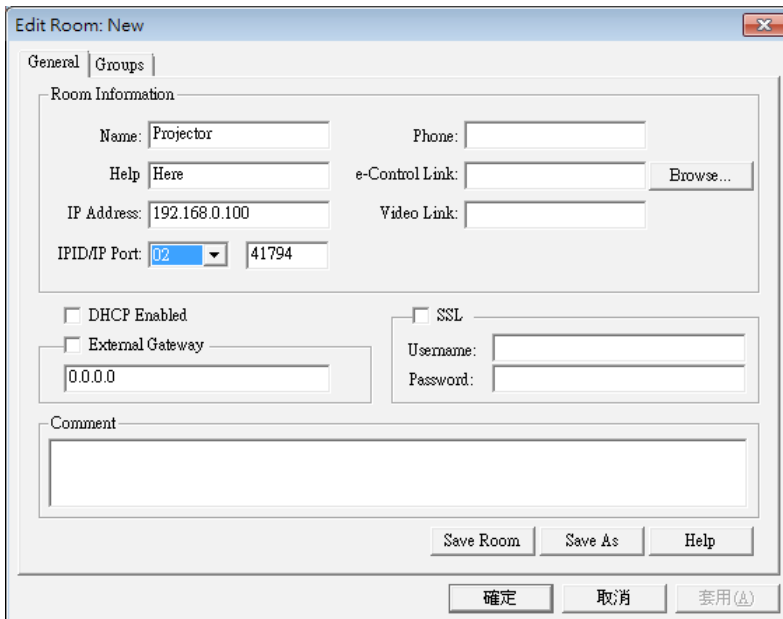 Edit Room: New
General Groups
Room Information
Name: Projector Phone:
Help Here e-Control Link: Browse...
IP Address: 192.168.0.100 Video Link:
IPID/IP Port: 02 41794
DHCP Enabled SSL
External Gateway Username:
0.0.0.0 Password:
Comment
Save Room Save As Help
確定 取消 套用(A)